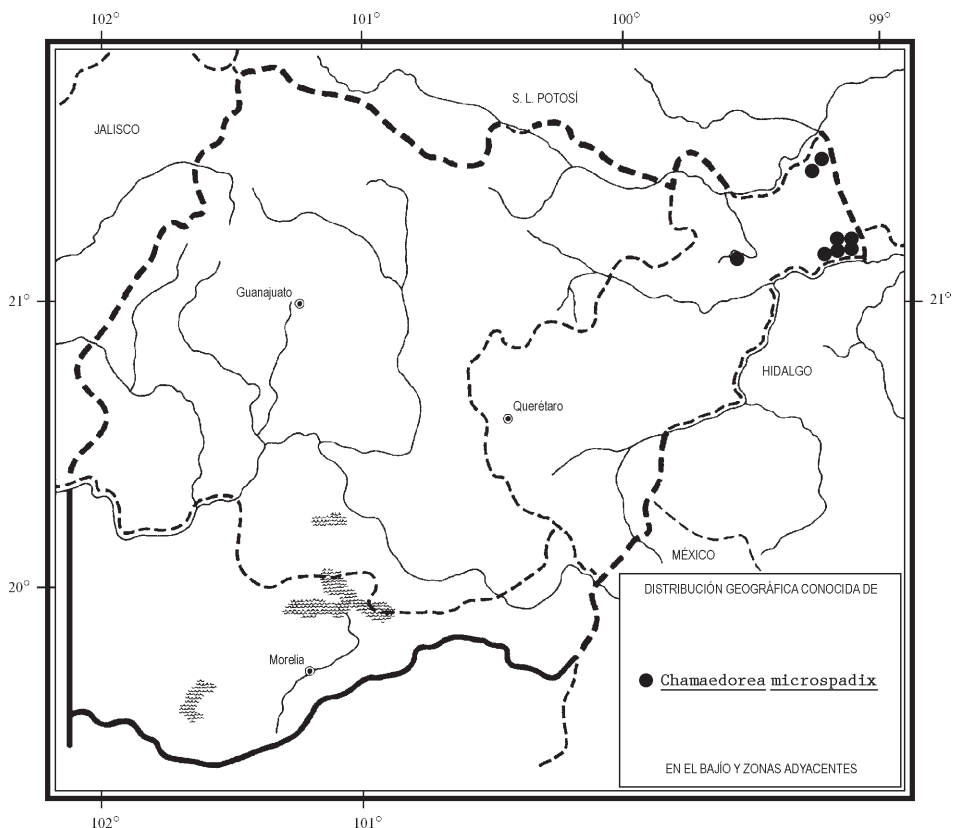 102°
101°
100°
99°
S. L. POTOSÍ
JALISCO
Guanajuato
21°
21°
HIDALGO
Querétaro
MÉXICO
20°
DISTRIBUCIÓN GEOGRÁFICA CONOCIDA DE
Morelia
Chamaedorea microspadix
EN EL BAJÍO Y ZONAS ADYACENTES
102°
101°